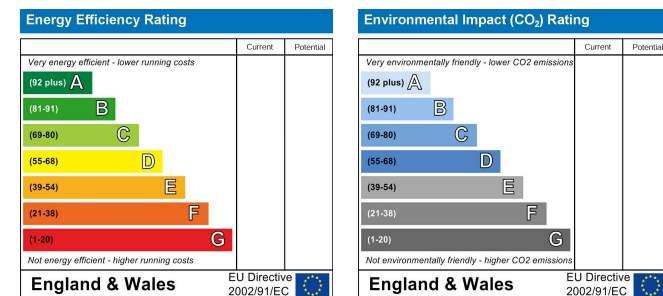 Energy Efficiency Rating
Current Potential
Very energy efficient - lower running costs
(92 plus) A
(81-91) B
(69-80) C
(55-68) D
(39-54) E
(21-38) F
(1-20) G
Not energy efficient - higher running costs
England & Wales
EU Directive
2002/91/EC
Environmental Impact (CO₂) Rating
Current Potential
Very environmentally friendly - lower CO2 emissions
(92 plus) A
(81-91) B
(69-80) C
(55-68) D
(39-54) E
(21-38) F
(1-20) G
Not environmentally friendly - higher CO2 emissions
England & Wales
EU Directive
2002/91/EC